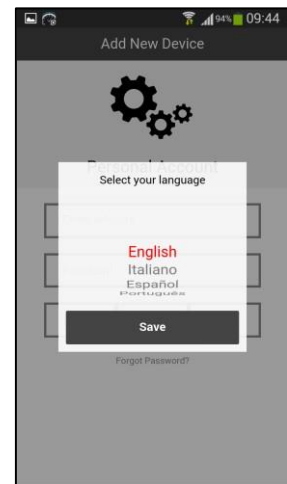 94% 09:44
Add New Device
Personal Account
Select your language
English
Italiano
Español
Português
Save
Forgot Password?